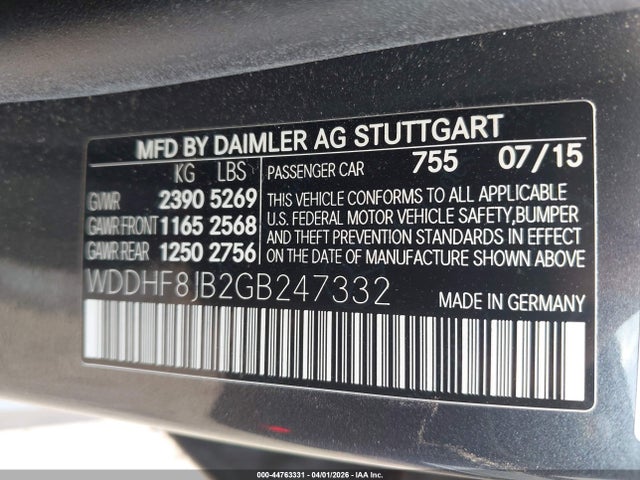 MFD BY DAIMLER AG STUTTGART
KG LBS
GVWR 2390 5269
GAWR FRONT 1165 2568
GAWR REAR 1250 2756
PASSENGER CAR 755 07/15
THIS VEHICLE CONFORMS TO ALL APPLICABLE
U.S. FEDERAL MOTOR VEHICLE SAFETY,BUMPER
AND THEFT PREVENTION STANDARDS IN EFFECT
ON THE DATE OF MANUFACTURE SHOWN ABOVE
WDDHF8JB2GB247332
MADE IN GERMANY
000-44763331 - 04/01/2026 - IAA Inc.